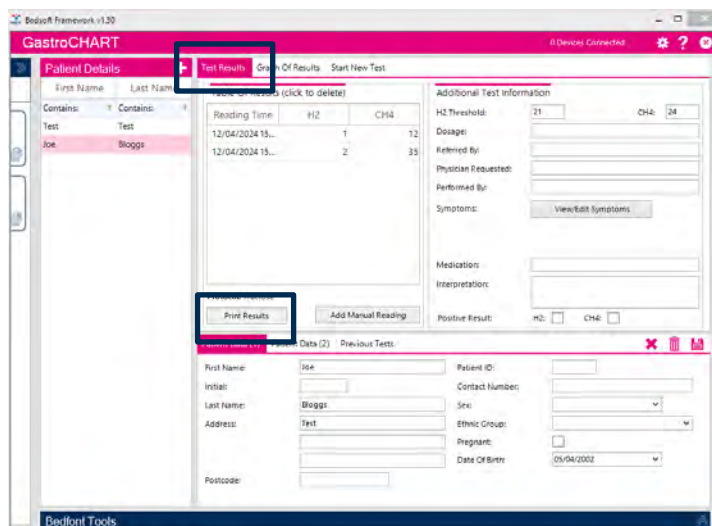 Bedsoft Framework v1.30
GastroCHART
0 Devices Connected
?
Patient Details +
Test Results Graph Of Results Start New Test
First Name Last Name
Contains: Contains:
Test Test
Joe Bloggs
Table Of Results (click to delete)
Reading Time H2 CH4
12/04/2024 15... 1 12
12/04/2024 15... 2 35
Print Results Add Manual Reading
Additional Test Information
H2 Threshold: 21 CH4: 24
Dosage:
Referred By:
Physician Requested:
Performed By:
Symptoms: View/Edit Symptoms
Medication:
Interpretation:
Positive Result: H2: CH4:
Data (2) Previous Tests
First Name: Joe Patient ID:
Initial: Contact Number:
Last Name: Bloggs Sex:
Address: Test Ethnic Group:
Pregnant:
Date Of Birth: 05/04/2002
Postcode:
Bedfont Tools